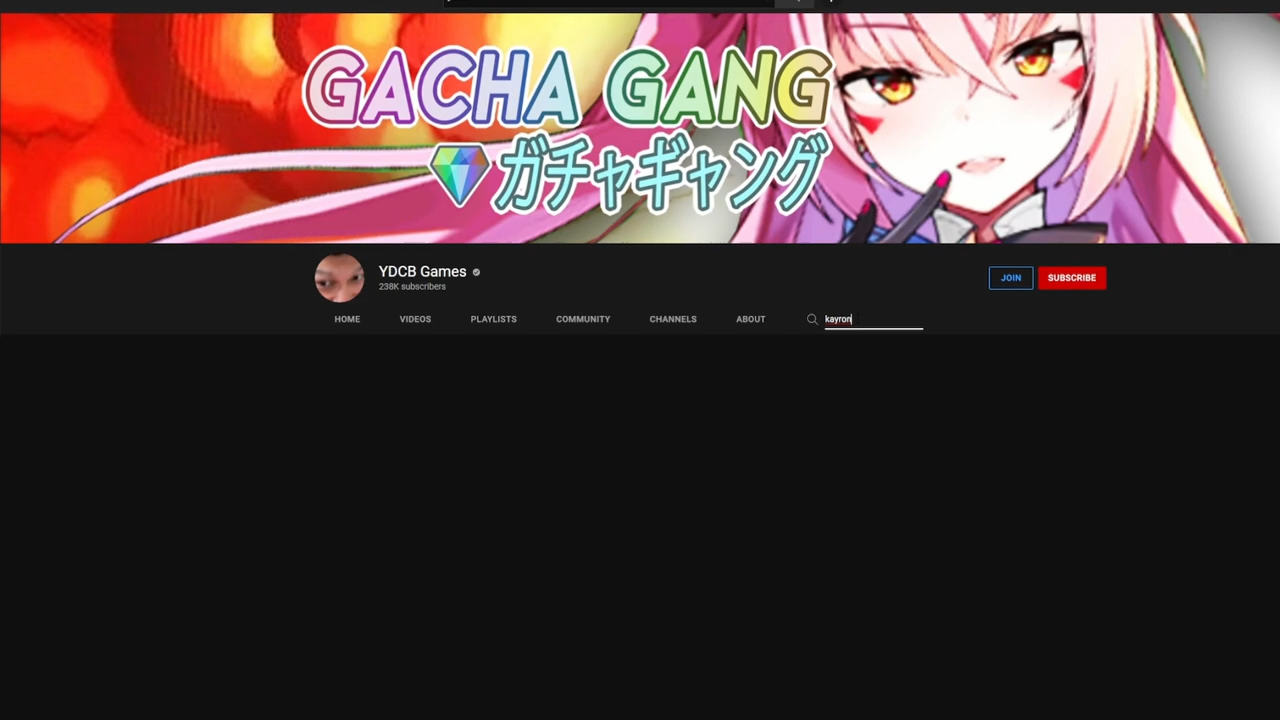 GACHA GANG
ガチャギャング
YDCB Games
238K subscribers
JOIN
SUBSCRIBE
HOME
VIDEOS
PLAYLISTS
COMMUNITY
CHANNELS
ABOUT
kayron